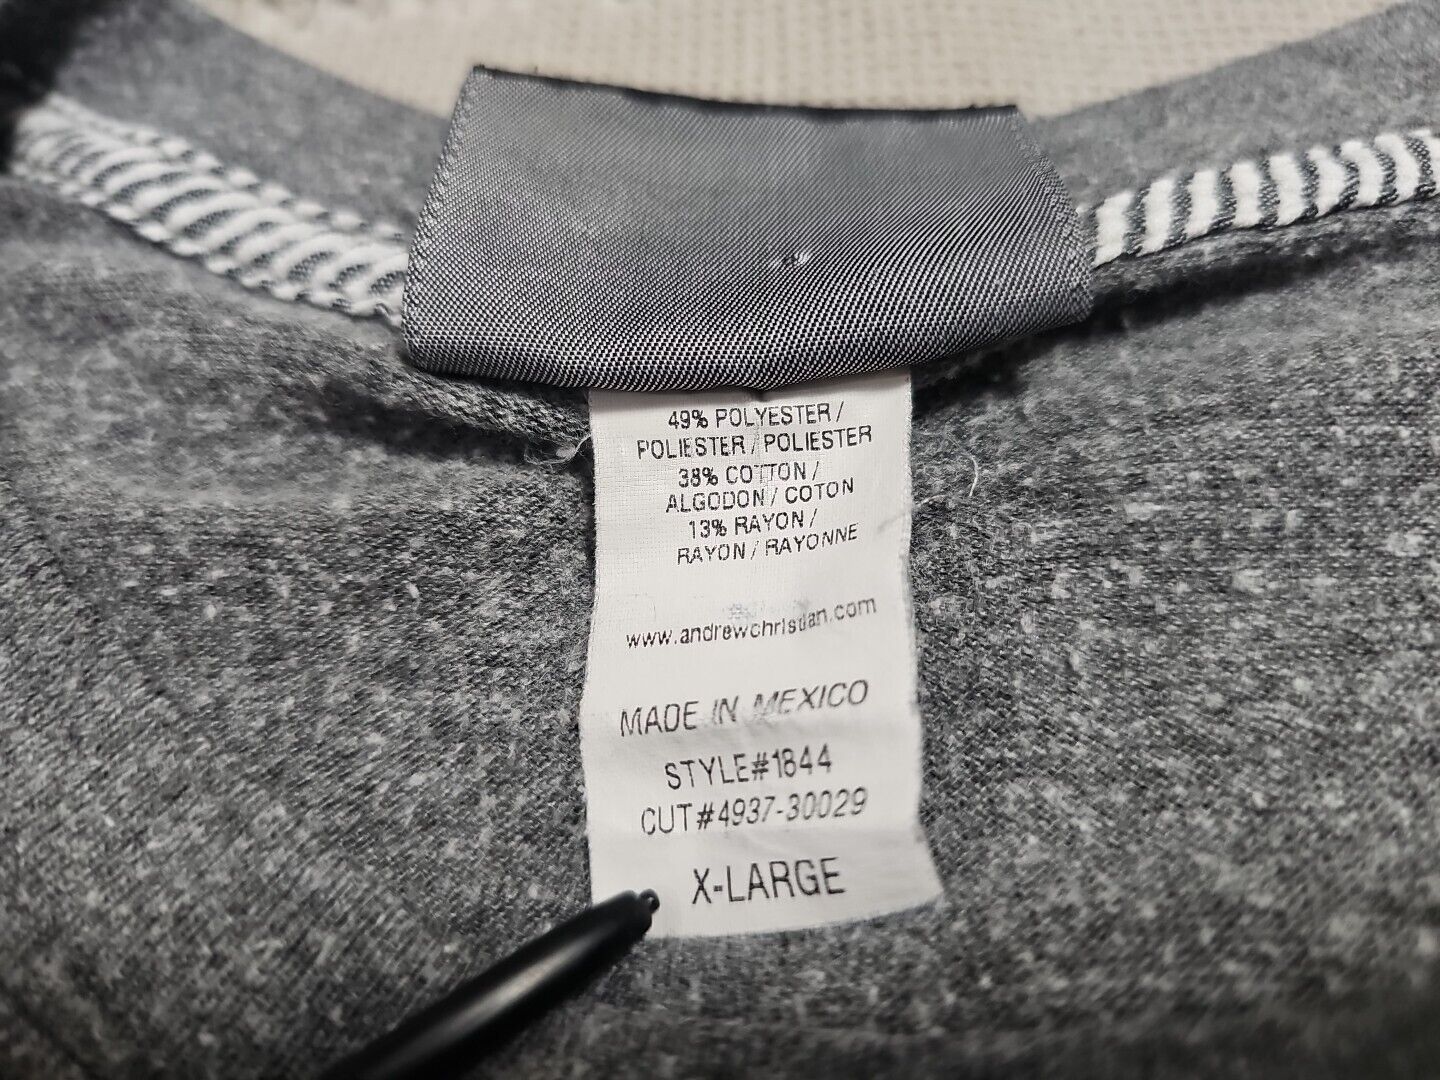 49% POLYESTER /
POLIESTER / POLIESTER
38% COTTON /
ALGODON / COTON
13% RAYON /
RAYON / RAYONNE
www.andrewchristian.com
MADE IN MEXICO
STYLE#1844
CUT#4937-30029
X-LARGE